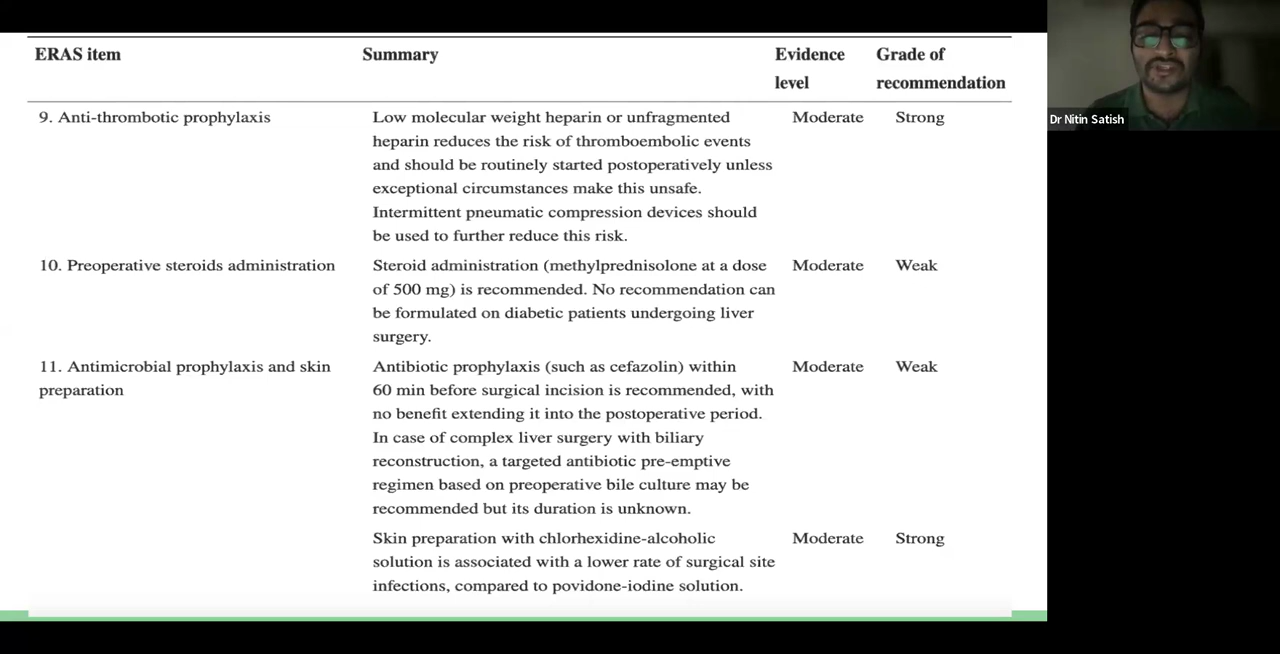 ERAS item Summary Evidence level Grade of recommendation
9. Anti-thrombotic prophylaxis
Low molecular weight heparin or unfragmented
heparin reduces the risk of thromboembolic events
and should be routinely started postoperatively unless
exceptional circumstances make this unsafe.
Intermittent pneumatic compression devices should
be used to further reduce this risk.
Moderate
Strong
10. Preoperative steroids administration
Steroid administration (methylprednisolone at a dose
of 500 mg) is recommended. No recommendation can
be formulated on diabetic patients undergoing liver
surgery.
Moderate
Weak
11. Antimicrobial prophylaxis and skin
preparation
Antibiotic prophylaxis (such as cefazolin) within
60 min before surgical incision is recommended, with
no benefit extending it into the postoperative period.
In case of complex liver surgery with biliary
reconstruction, a targeted antibiotic pre-emptive
regimen based on preoperative bile culture may be
recommended but its duration is unknown.
Moderate
Weak
Skin preparation with chlorhexidine-alcoholic
solution is associated with a lower rate of surgical site
infections, compared to povidone-iodine solution.
Moderate
Strong
Dr Nitin Satish